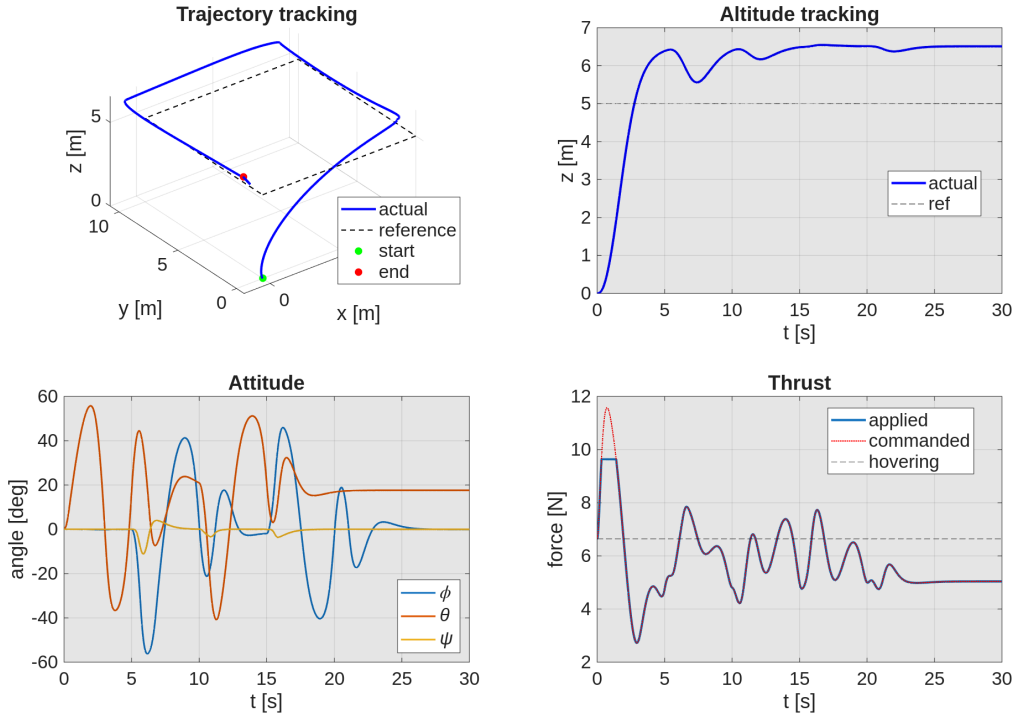 Trajectory tracking
z [m]
5
0
10
5
0
0
y [m]
x [m]
actual
reference
start
end
Altitude tracking
z [m]
7
6
5
4
3
2
1
0
0 5 10 15 20 25 30
t [s]
actual
ref
Attitude
angle [deg]
60
40
20
0
-20
-40
-60
0 5 10 15 20 25 30
t [s]
ϕ
θ
ψ
Thrust
force [N]
12
10
8
6
4
2
0 5 10 15 20 25 30
t [s]
applied
commanded
hovering